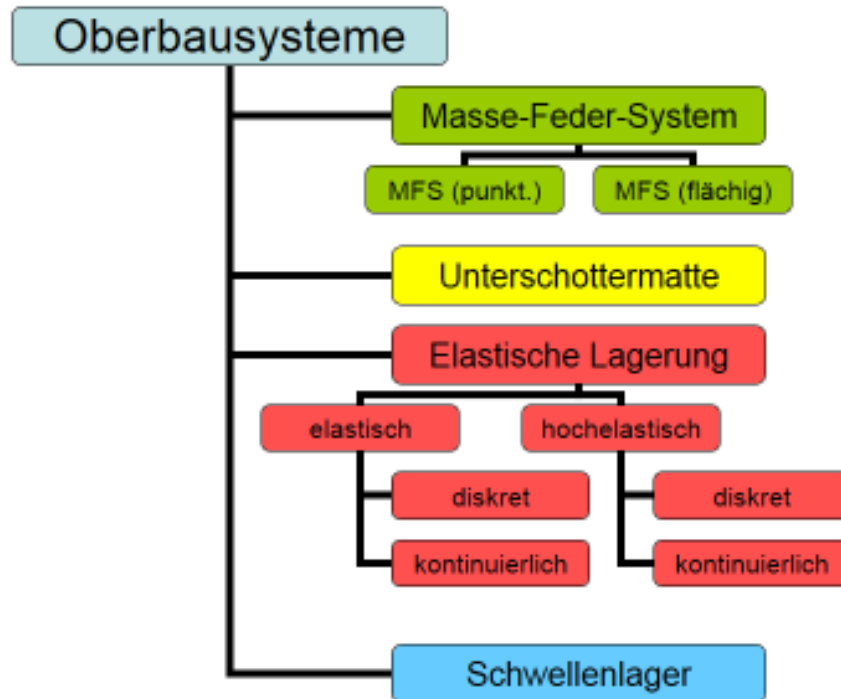 Oberbausysteme
Masse-Feder-System
MFS (punkt.) MFS (flächig)
Unterschottermatte
Elastische Lagerung
elastisch hochelastisch
diskret diskret
kontinuierlich kontinuierlich
Schwellenlager